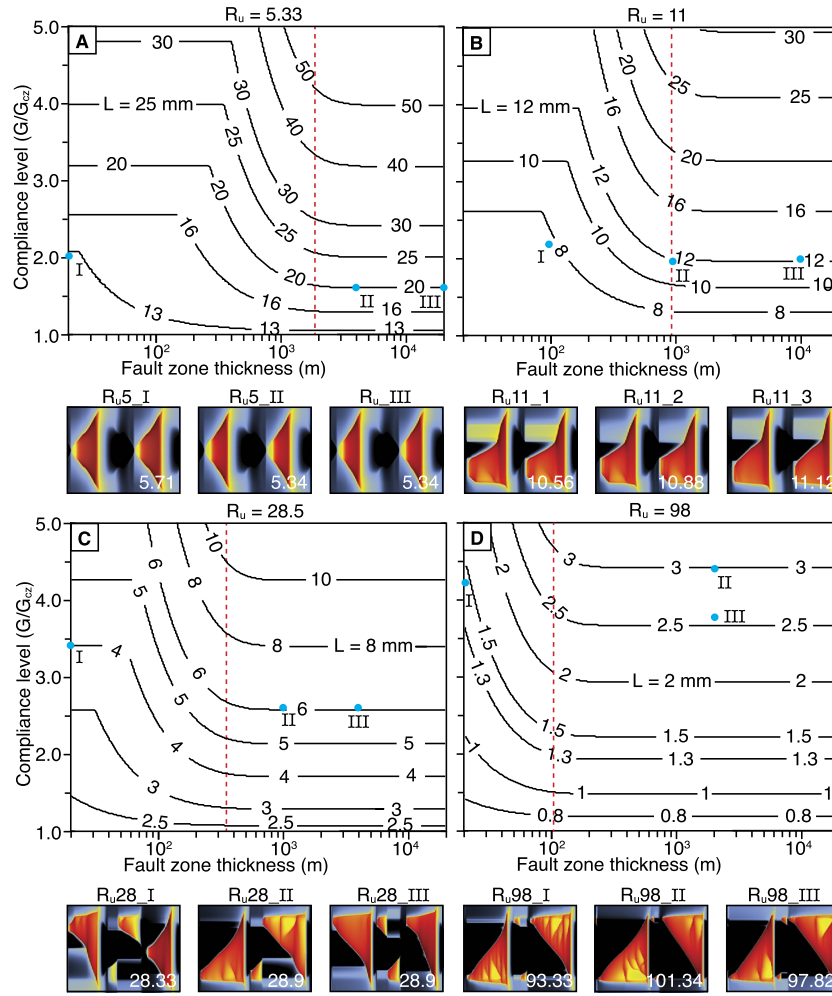 Rᵤ = 5.33
Rᵤ = 11
A
B
Compliance level (G/G_cz)
5.0
4.0
3.0
2.0
1.0
30
L = 25 mm
20
16
13
50
40
30
25
20
16
13
30
25
20
50
40
30
25
20
16
13
I
II
III
10²
10³
10⁴
Fault zone thickness (m)
L = 12 mm
10
8
16
20
25
12
10
30
25
20
16
12
10
8
30
25
20
16
12
10
8
I
II
III
10²
10³
10⁴
Fault zone thickness (m)
Rᵤ5_I
Rᵤ5_II
Rᵤ_III
Rᵤ11_1
Rᵤ11_2
Rᵤ11_3
5.71
5.34
5.34
10.56
10.88
11.12
Rᵤ = 28.5
Rᵤ = 98
C
D
Compliance level (G/G_cz)
5.0
4.0
3.0
2.0
1.0
10
8
6
5
4
10
8
L = 8 mm
6
5
4
3
2.5
6
5
4
3
2.5
5
4
3
2.5
I
II
III
10²
10³
10⁴
Fault zone thickness (m)
3
2.5
2
1.5
1.3
1
2
1.5
1.3
1
0.8
3
2.5
L = 2 mm
1.5
1.3
1
0.8
3
2.5
2
1.5
1.3
1
0.8
I
II
III
10²
10³
10⁴
Fault zone thickness (m)
Rᵤ28_I
Rᵤ28_II
Rᵤ28_III
Rᵤ98_I
Rᵤ98_II
Rᵤ98_III
28.33
28.9
28.9
93.33
101.34
97.82